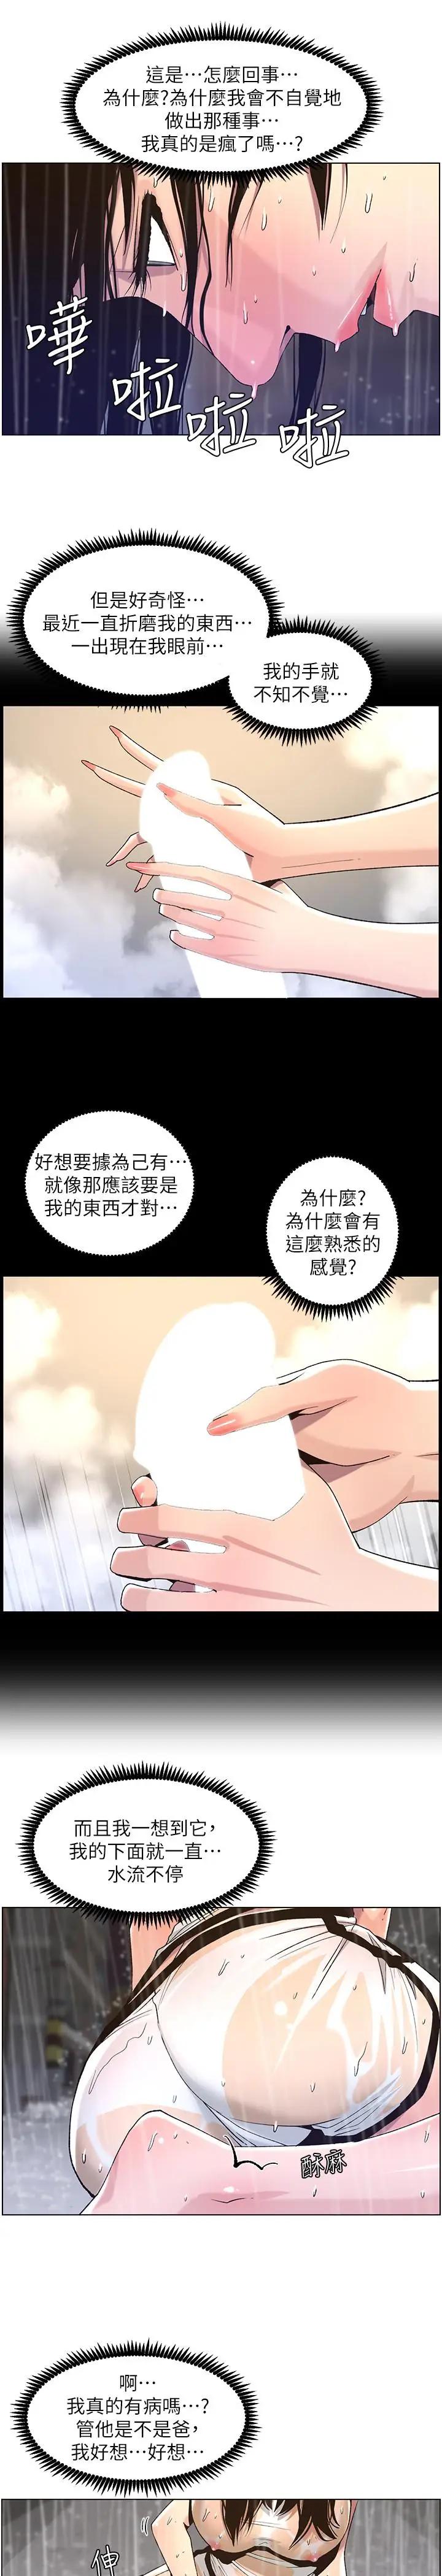 這是⋯怎麼回事⋯
為什麼?為什麼我會不自覺地
做出那種事⋯
我真的是瘋了嗎⋯?
嘩
啦
啦
啦
但是好奇怪⋯
最近一直折磨我的東西⋯
一出現在我眼前⋯
我的手就
不知不覺⋯
好想要據為己有⋯
就像那應該要是
我的東西才對⋯
為什麼?
為什麼會有
這麼熟悉的
感覺?
而且我一想到它,
我的下面就一直⋯
水流不停
酥麻
啊⋯
我真的有病嗎⋯?
管他是不是爸,
我好想⋯好想⋯
伸